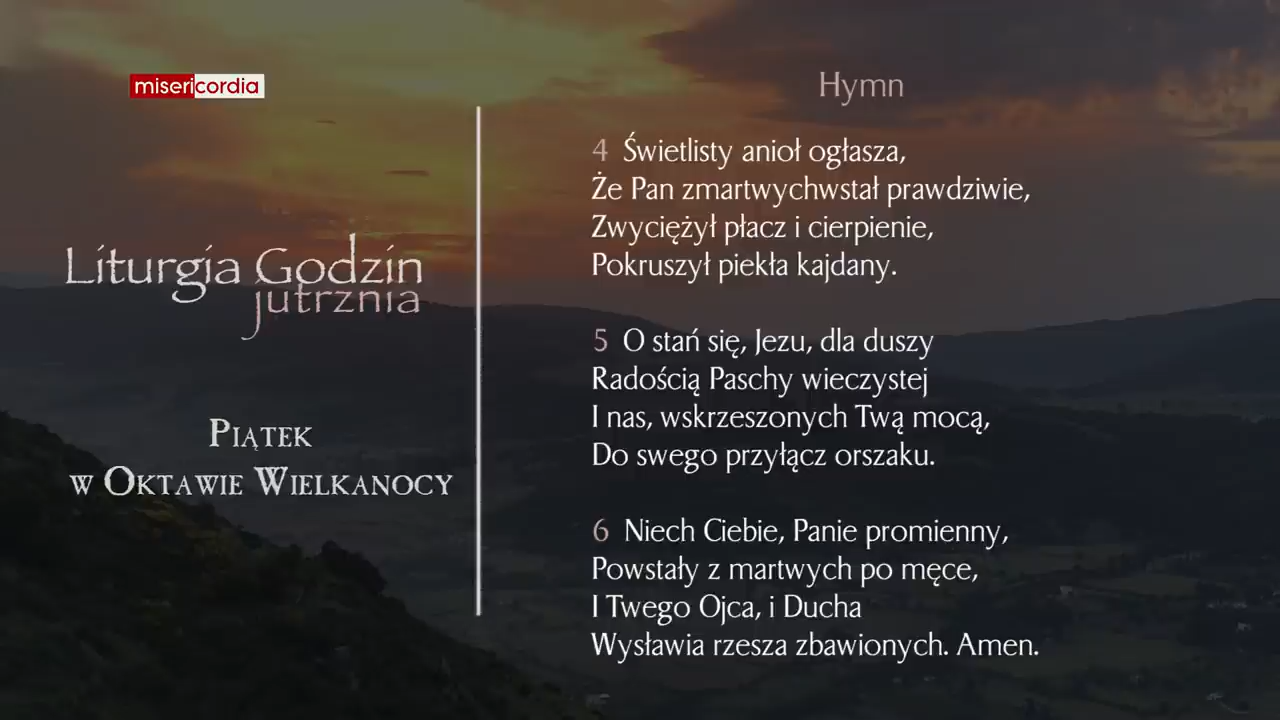 misericordia
Liturgia Godzin
jutrznia
Piątek
w Oktawie Wielkanocy
Hymn
4 Świetlisty anioł ogłasza,
Że Pan zmartwychwstał prawdziwie,
Zwyciężył płacz i cierpienie,
Pokruszył piekła kajdany.
5 O stań się, Jezu, dla duszy
Radością Paschy wieczystej
I nas, wskrzeszonych Twą mocą,
Do swego przyłącz orszaku.
6 Niech Ciebie, Panie promienny,
Powstały z martwych po męce,
I Twego Ojca, i Ducha
Wysławia rzesza zbawionych. Amen.